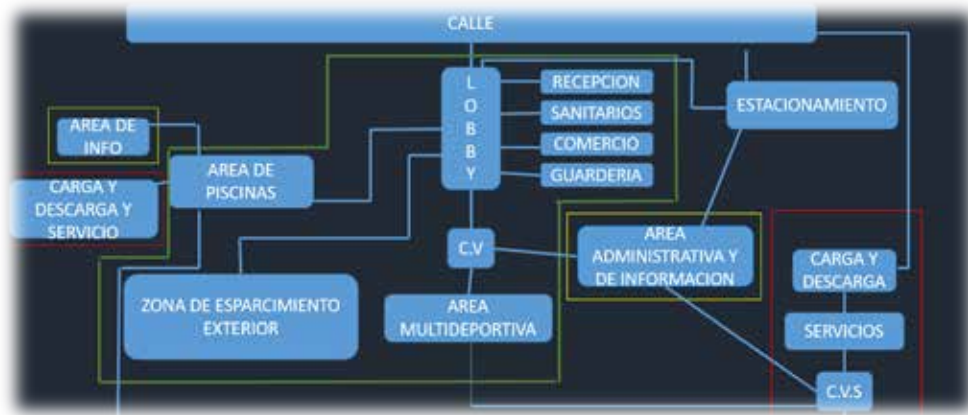 CALLE
L
O
B
B
Y
RECEPCION
SANITARIOS
COMERCIO
GUARDERIA
ESTACIONAMIENTO
AREA DE
INFO
AREA DE
PISCINAS
CARGA Y
DESCARGA Y
SERVICIO
C.V
AREA
ADMINISTRATIVA Y
DE INFORMACION
ZONA DE ESPARCIMIENTO
EXTERIOR
AREA
MULTIDEPORTIVA
CARGA Y
DESCARGA
SERVICIOS
C.V.S